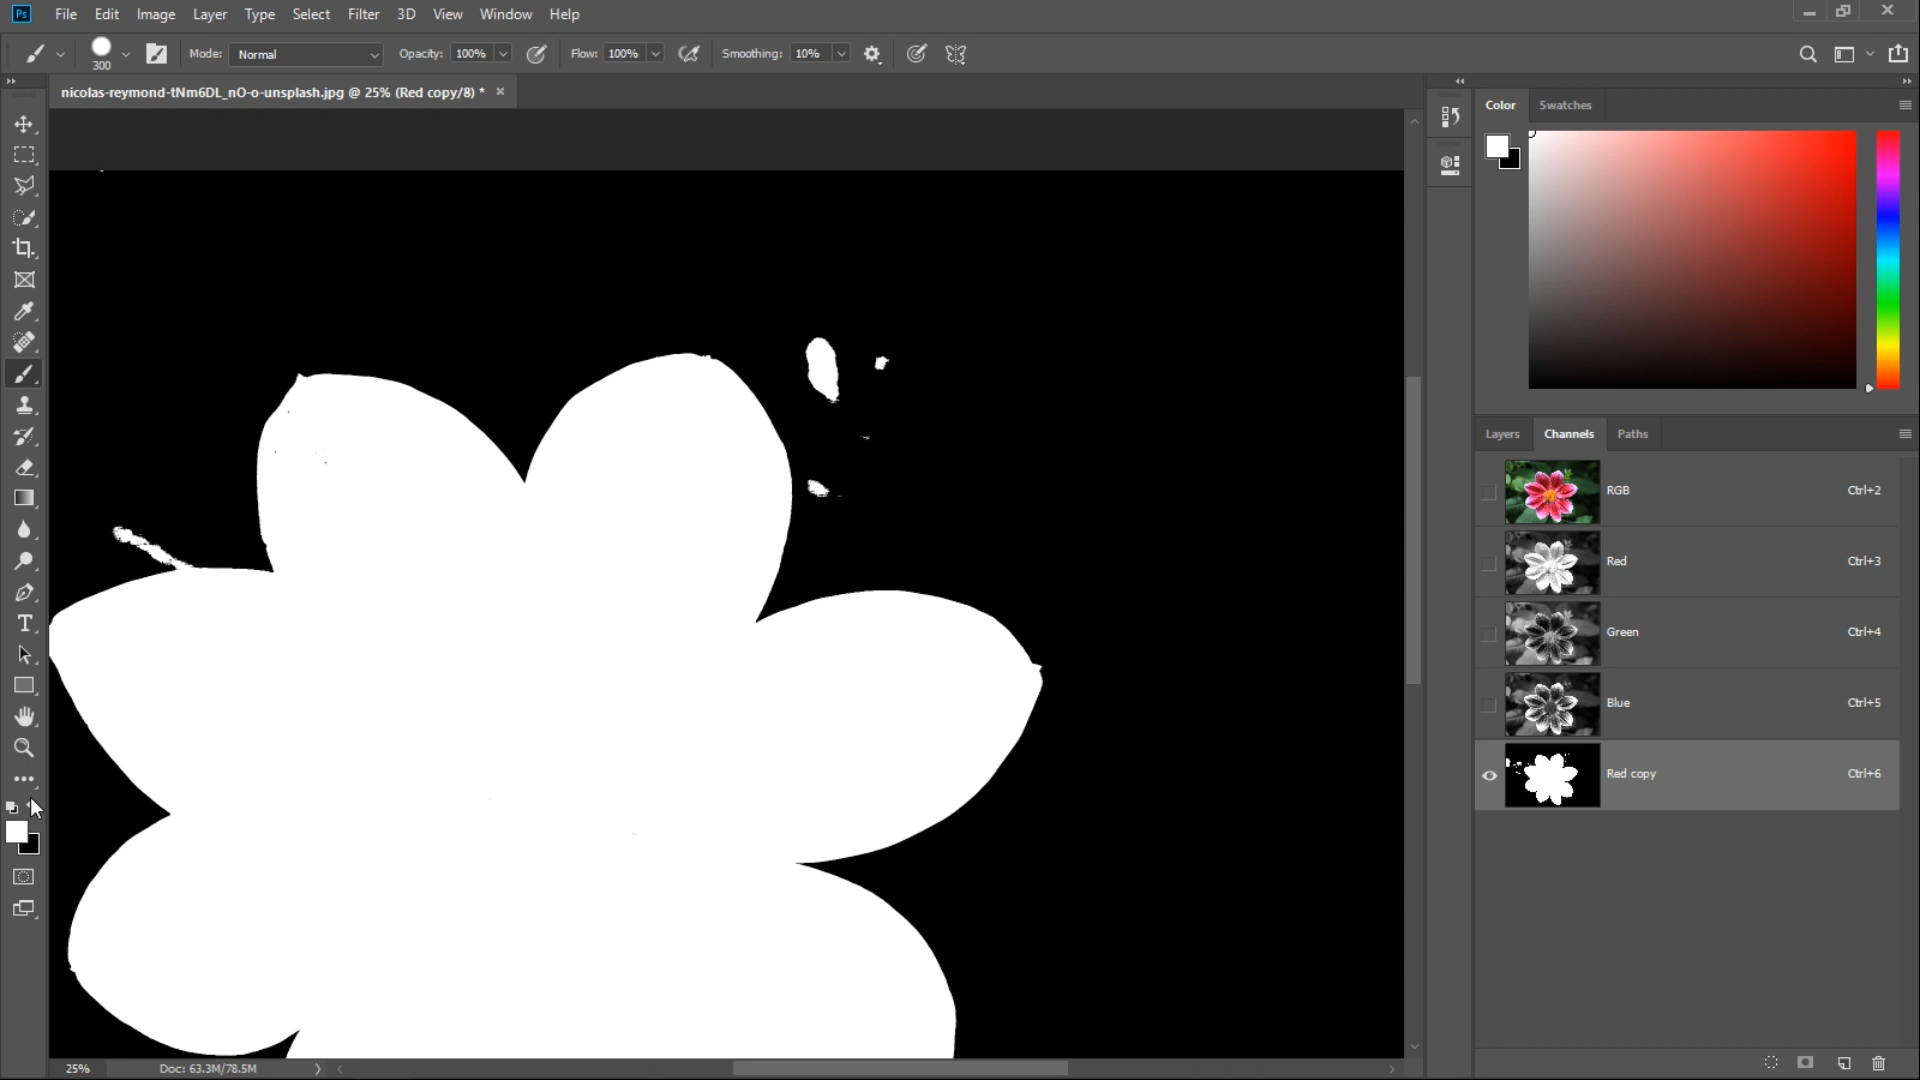 Ps File Edit Image Layer Type Select Filter 3D View Window Help
300 Mode: Normal Opacity: 100% Flow: 100% Smoothing: 10%
nicolas-reymond-tNm6DL_nO-o-unsplash.jpg @ 25% (Red copy/8) *
Color Swatches
Layers Channels Paths
RGB Ctrl+2
Red Ctrl+3
Green Ctrl+4
Blue Ctrl+5
Red copy Ctrl+6
25% Doc: 63.3M/78.5M